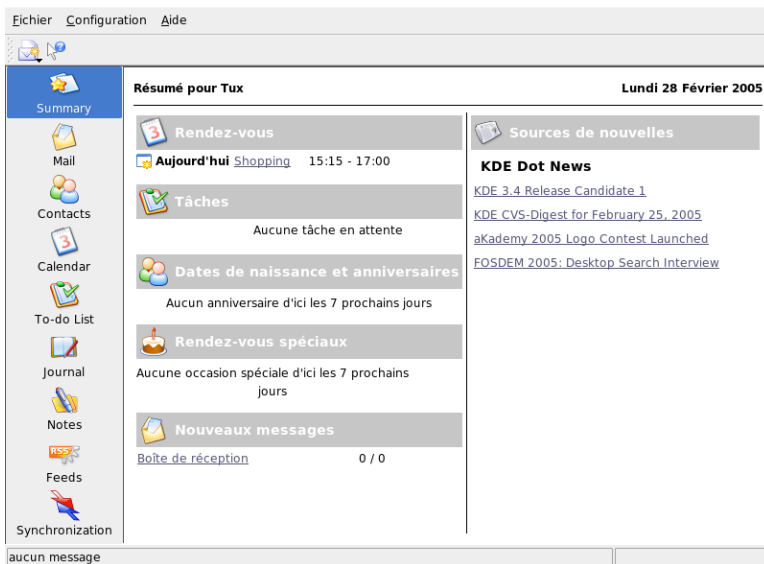 Fichier Configuration Aide
Summary
Mail
Contacts
Calendar
To-do List
Journal
Notes
RSS
Feeds
Synchronization
Résumé pour Tux
Lundi 28 Février 2005
3 Rendez-vous
Aujourd'hui Shopping 15:15 - 17:00
Tâches
Aucune tâche en attente
Dates de naissance et anniversaires
Aucun anniversaire d'ici les 7 prochains jours
Rendez-vous spéciaux
Aucune occasion spéciale d'ici les 7 prochains
jours
Nouveaux messages
Boîte de réception 0 / 0
Sources de nouvelles
KDE Dot News
KDE 3.4 Release Candidate 1
KDE CVS-Digest for February 25, 2005
aKademy 2005 Logo Contest Launched
FOSDEM 2005: Desktop Search Interview
aucun message